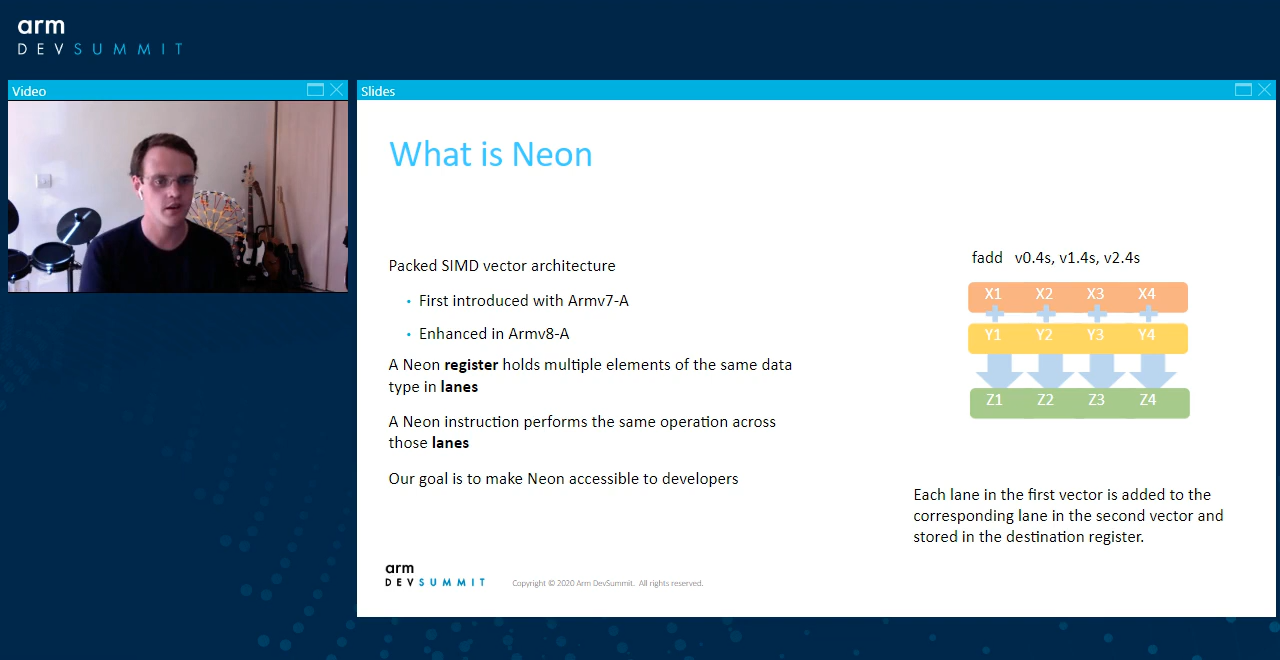 arm
DEVSUMMIT
Video
Slides
What is Neon
Packed SIMD vector architecture
• First introduced with Armv7-A
• Enhanced in Armv8-A
A Neon register holds multiple elements of the same data
type in lanes
A Neon instruction performs the same operation across
those lanes
Our goal is to make Neon accessible to developers
fadd v0.4s, v1.4s, v2.4s
X1 X2 X3 X4
+ + + +
Y1 Y2 Y3 Y4
Z1 Z2 Z3 Z4
Each lane in the first vector is added to the
corresponding lane in the second vector and
stored in the destination register.
arm
DEVSUMMIT
Copyright © 2020 Arm DevSummit. All rights reserved.